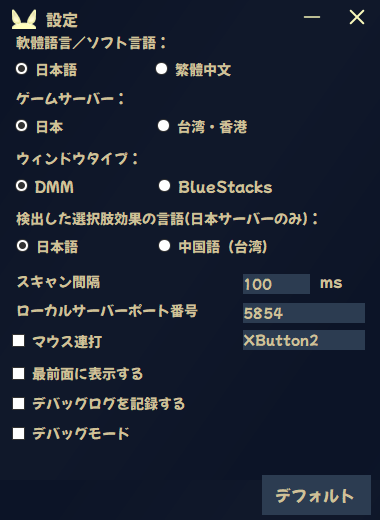 設定
軟體語言／ソフト言語：
日本語 繁體中文
ゲームサーバー：
日本 台湾・香港
ウィンドウタイプ：
DMM BlueStacks
検出した選択肢効果の言語(日本サーバーのみ)：
日本語 中国語（台湾)
スキャン間隔 100 ms
ローカルサーバーポート番号 5854
マウス連打 XButton2
最前面に表示する
デバッグログを記録する
デバッグモード
デフォルト